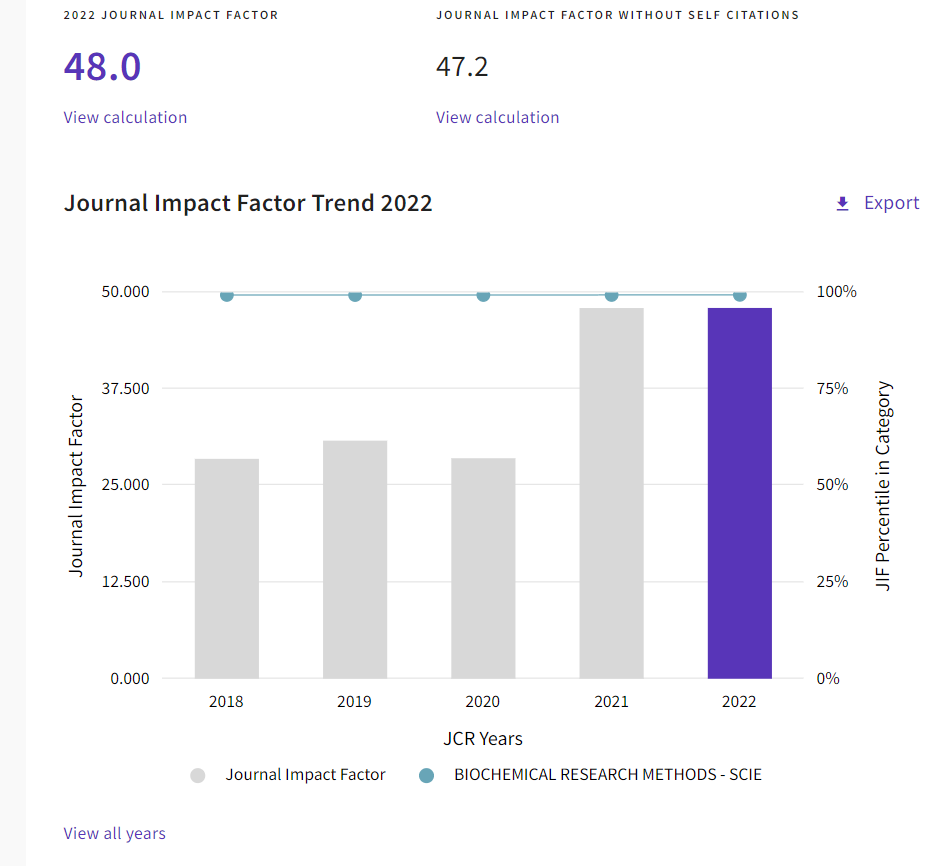 2022 JOURNAL IMPACT FACTOR
JOURNAL IMPACT FACTOR WITHOUT SELF CITATIONS
48.0
47.2
View calculation
View calculation
Journal Impact Factor Trend 2022
Export
50.000
37.500
25.000
12.500
0.000
Journal Impact Factor
100%
75%
50%
25%
0%
JIF Percentile in Category
2018
2019
2020
2021
2022
JCR Years
Journal Impact Factor
BIOCHEMICAL RESEARCH METHODS - SCIE
View all years